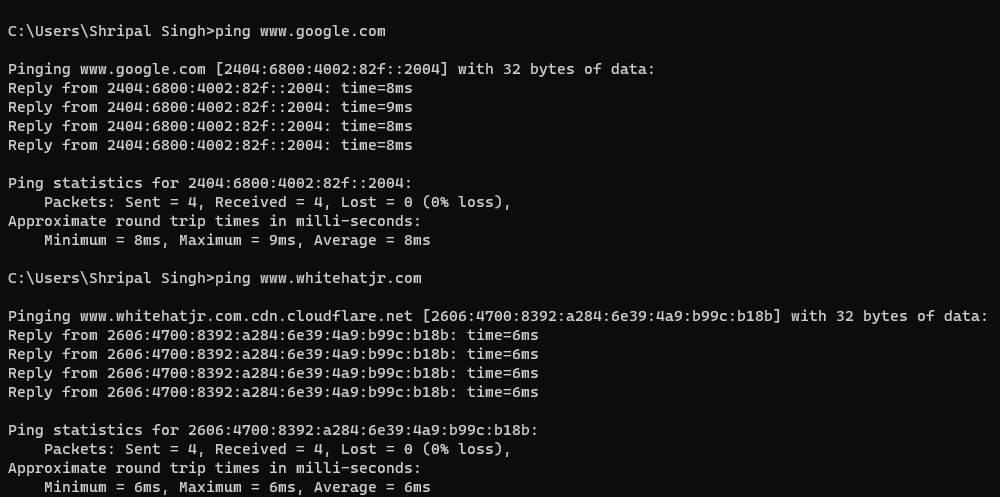 C:\Users\Shripal Singh>ping www.google.com
Pinging www.google.com [2404:6800:4002:82f::2004] with 32 bytes of data:
Reply from 2404:6800:4002:82f::2004: time=8ms
Reply from 2404:6800:4002:82f::2004: time=9ms
Reply from 2404:6800:4002:82f::2004: time=8ms
Reply from 2404:6800:4002:82f::2004: time=8ms
Ping statistics for 2404:6800:4002:82f::2004:
    Packets: Sent = 4, Received = 4, Lost = 0 (0% loss),
Approximate round trip times in milli-seconds:
    Minimum = 8ms, Maximum = 9ms, Average = 8ms
C:\Users\Shripal Singh>ping www.whitehatjr.com
Pinging www.whitehatjr.com.cdn.cloudflare.net [2606:4700:8392:a284:6e39:4a9:b99c:b18b] with 32 bytes of data:
Reply from 2606:4700:8392:a284:6e39:4a9:b99c:b18b: time=6ms
Reply from 2606:4700:8392:a284:6e39:4a9:b99c:b18b: time=6ms
Reply from 2606:4700:8392:a284:6e39:4a9:b99c:b18b: time=6ms
Reply from 2606:4700:8392:a284:6e39:4a9:b99c:b18b: time=6ms
Ping statistics for 2606:4700:8392:a284:6e39:4a9:b99c:b18b:
    Packets: Sent = 4, Received = 4, Lost = 0 (0% loss),
Approximate round trip times in milli-seconds:
    Minimum = 6ms, Maximum = 6ms, Average = 6ms